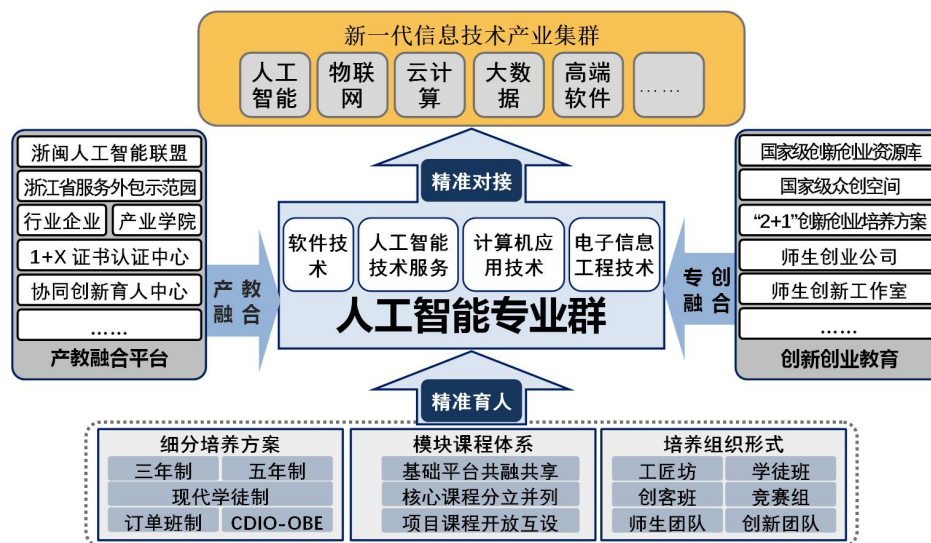 新一代信息技术产业集群
人工
智能
物联
网
云计
算
大数
据
高端
软件
……
精准对接
浙闽人工智能联盟
浙江省服务外包示范园
行业企业
产业学院
1+X 证书认证中心
协同创新育人中心
……
产教融合平台
产 教
融 合
软件技
术
人工智能
技术服务
计算机应
用技术
电子信息
工程技术
人工智能专业群
专 创
融 合
国家级创新创业资源库
国家级众创空间
“2+1”创新创业培养方案
师生创业公司
师生创新工作室
……
创新创业教育
精准育人
细分培养方案
三年制
五年制
现代学徒制
订单班制
CDIO-OBE
模块课程体系
基础平台共融共享
核心课程分立并列
项目课程开放互设
培养组织形式
工匠坊
学徒班
创客班
竞赛组
师生团队
创新团队